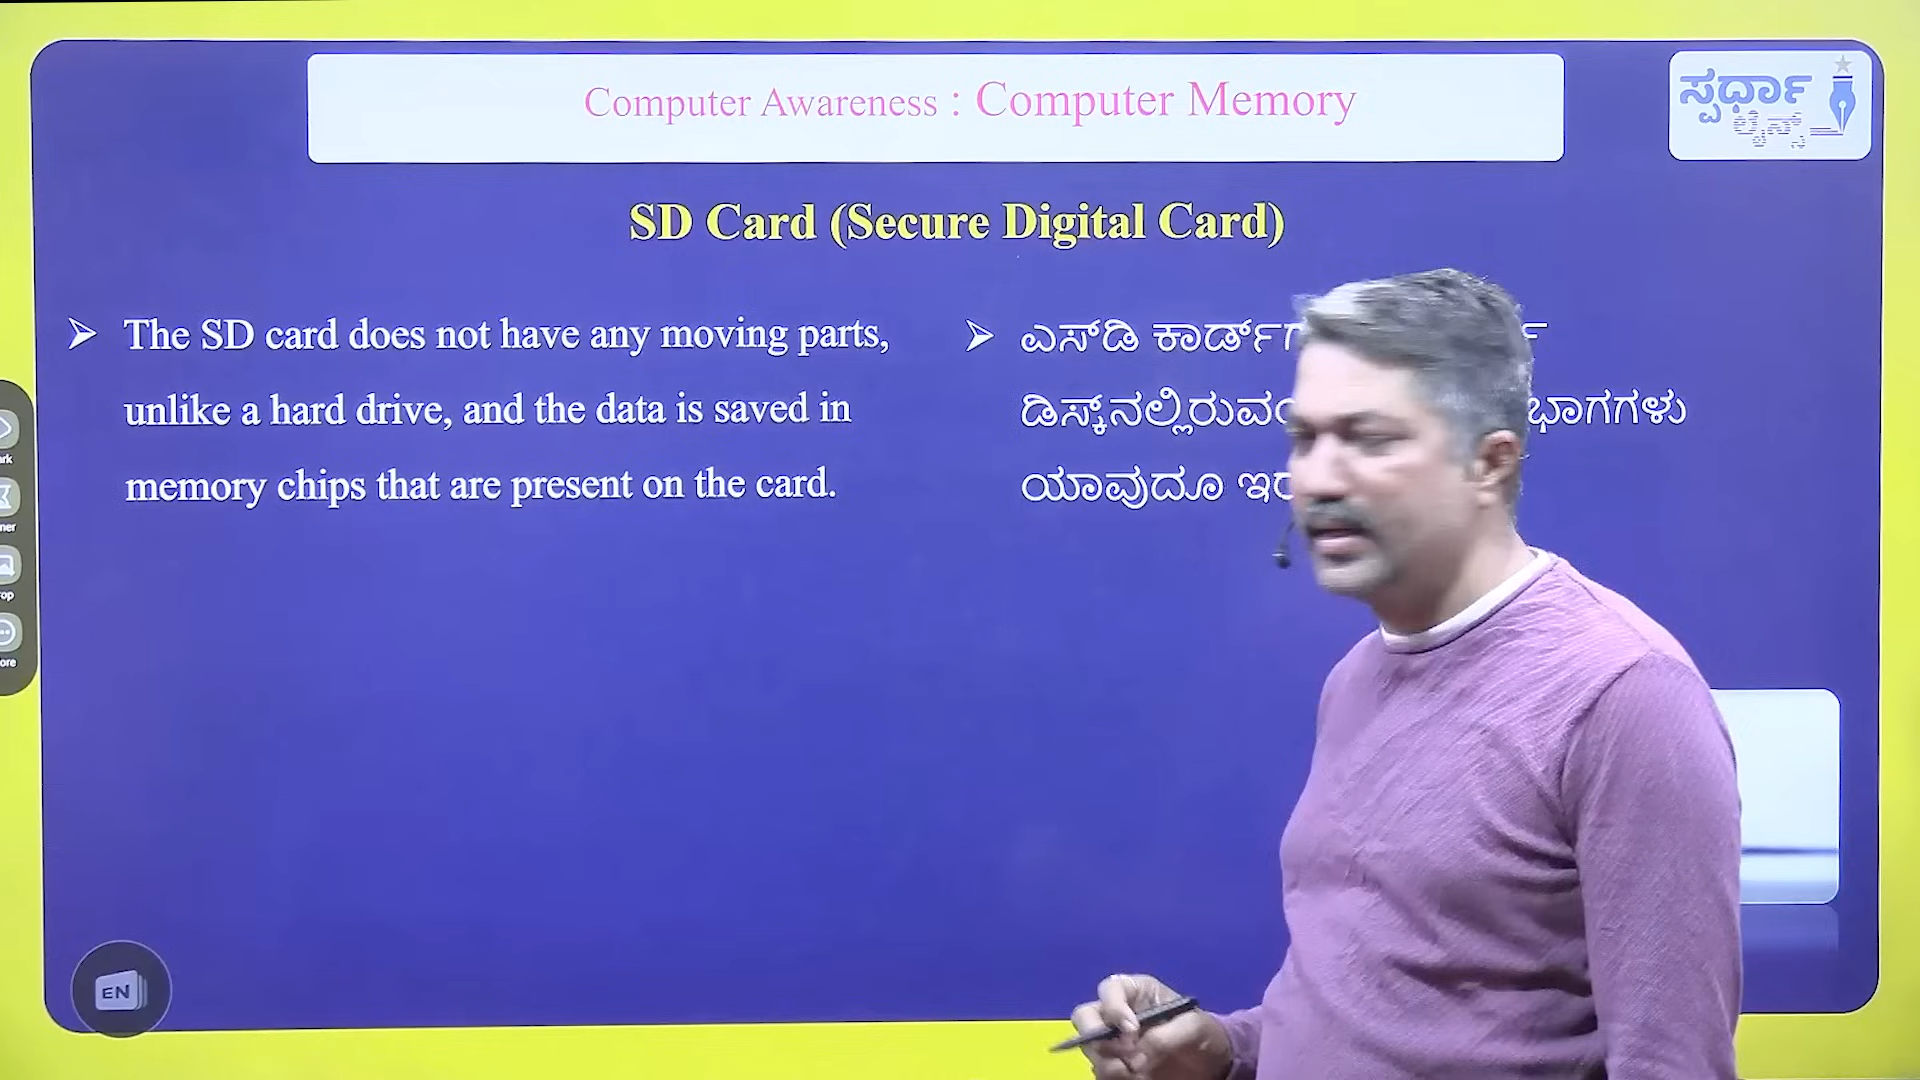 Computer Awareness : Computer Memory
ಸ್ಪರ್ಧಾ
SD Card (Secure Digital Card)
The SD card does not have any moving parts,
unlike a hard drive, and the data is saved in
memory chips that are present on the card.
ಎಸ್‌ಡಿ
ಭಾಗಗಳು
ಯಾವುದೂ
EN